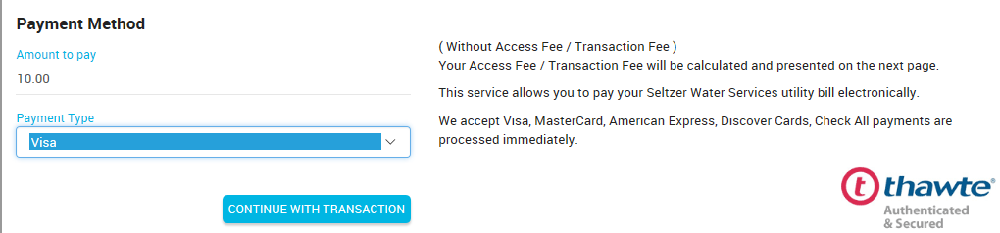 Payment Method
Amount to pay
10.00
Payment Type
Visa
CONTINUE WITH TRANSACTION
( Without Access Fee / Transaction Fee )
Your Access Fee / Transaction Fee will be calculated and presented on the next page.
This service allows you to pay your Seltzer Water Services utility bill electronically.
We accept Visa, MasterCard, American Express, Discover Cards, Check All payments are
processed immediately.
t thawte®
Authenticated
& Secured